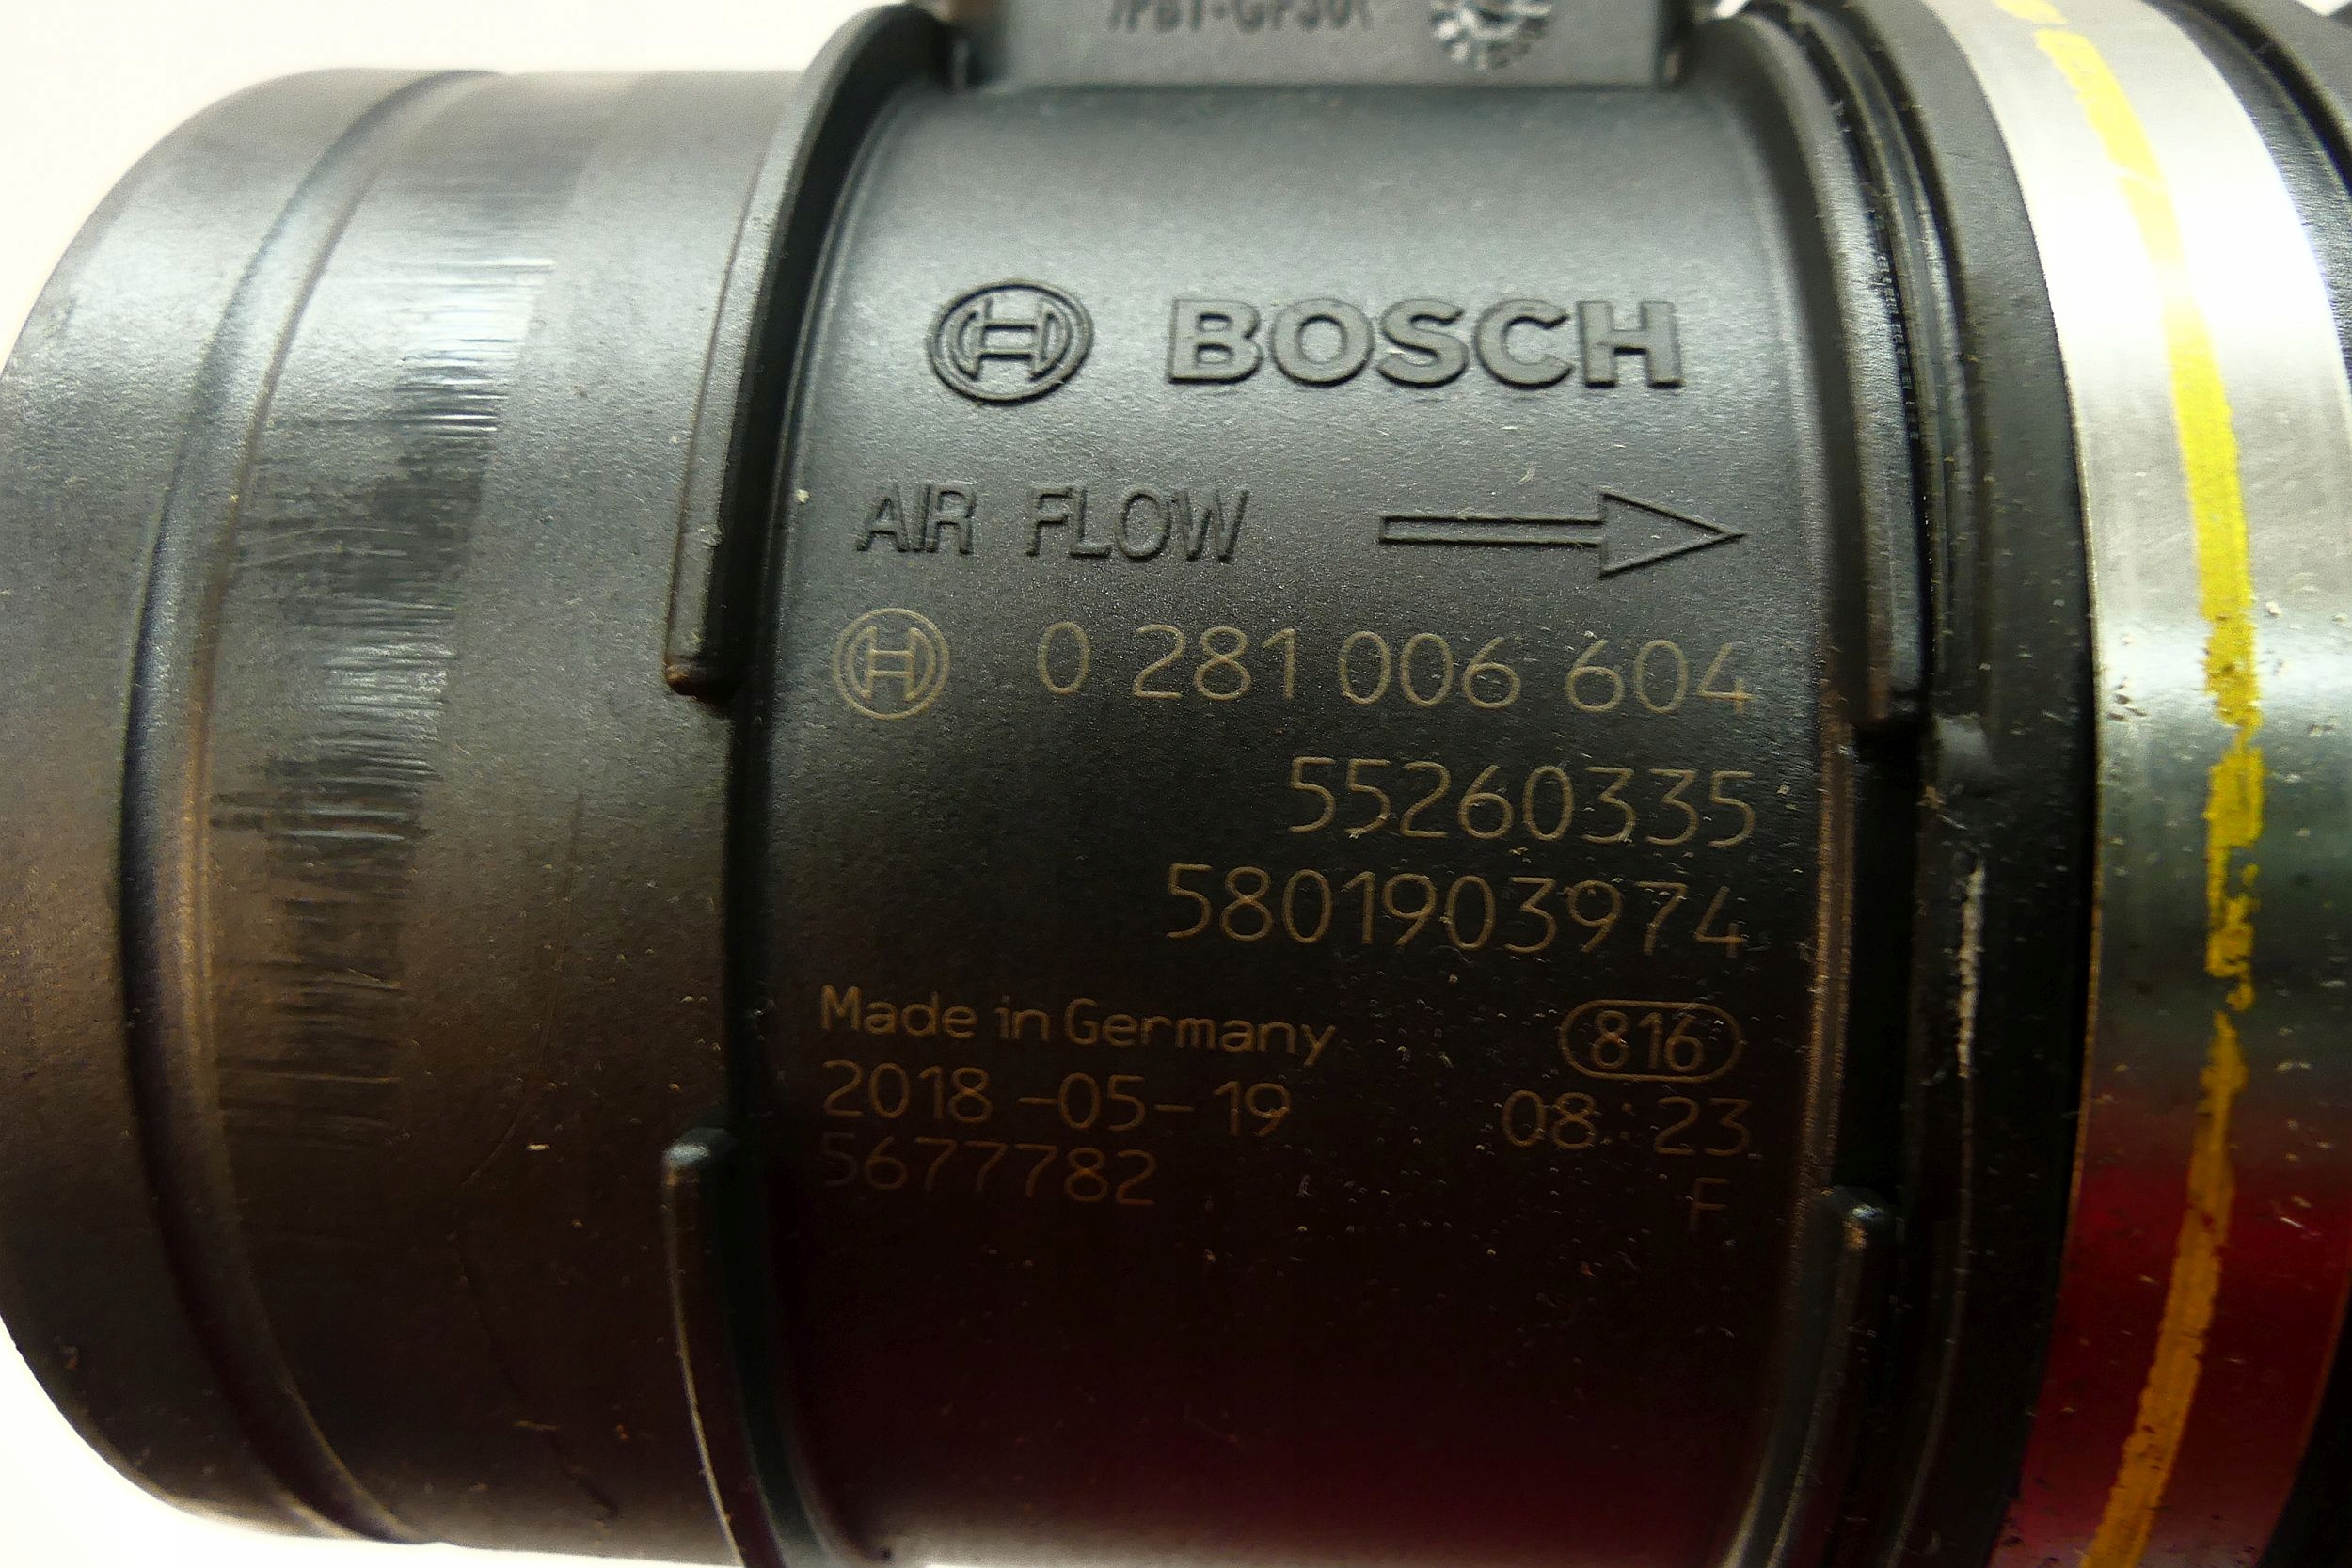 BOSCH
AIR FLOW
0 281 006 604
55260335
5801903974
Made in Germany 816
2018-05-19 08:23
5677782 F